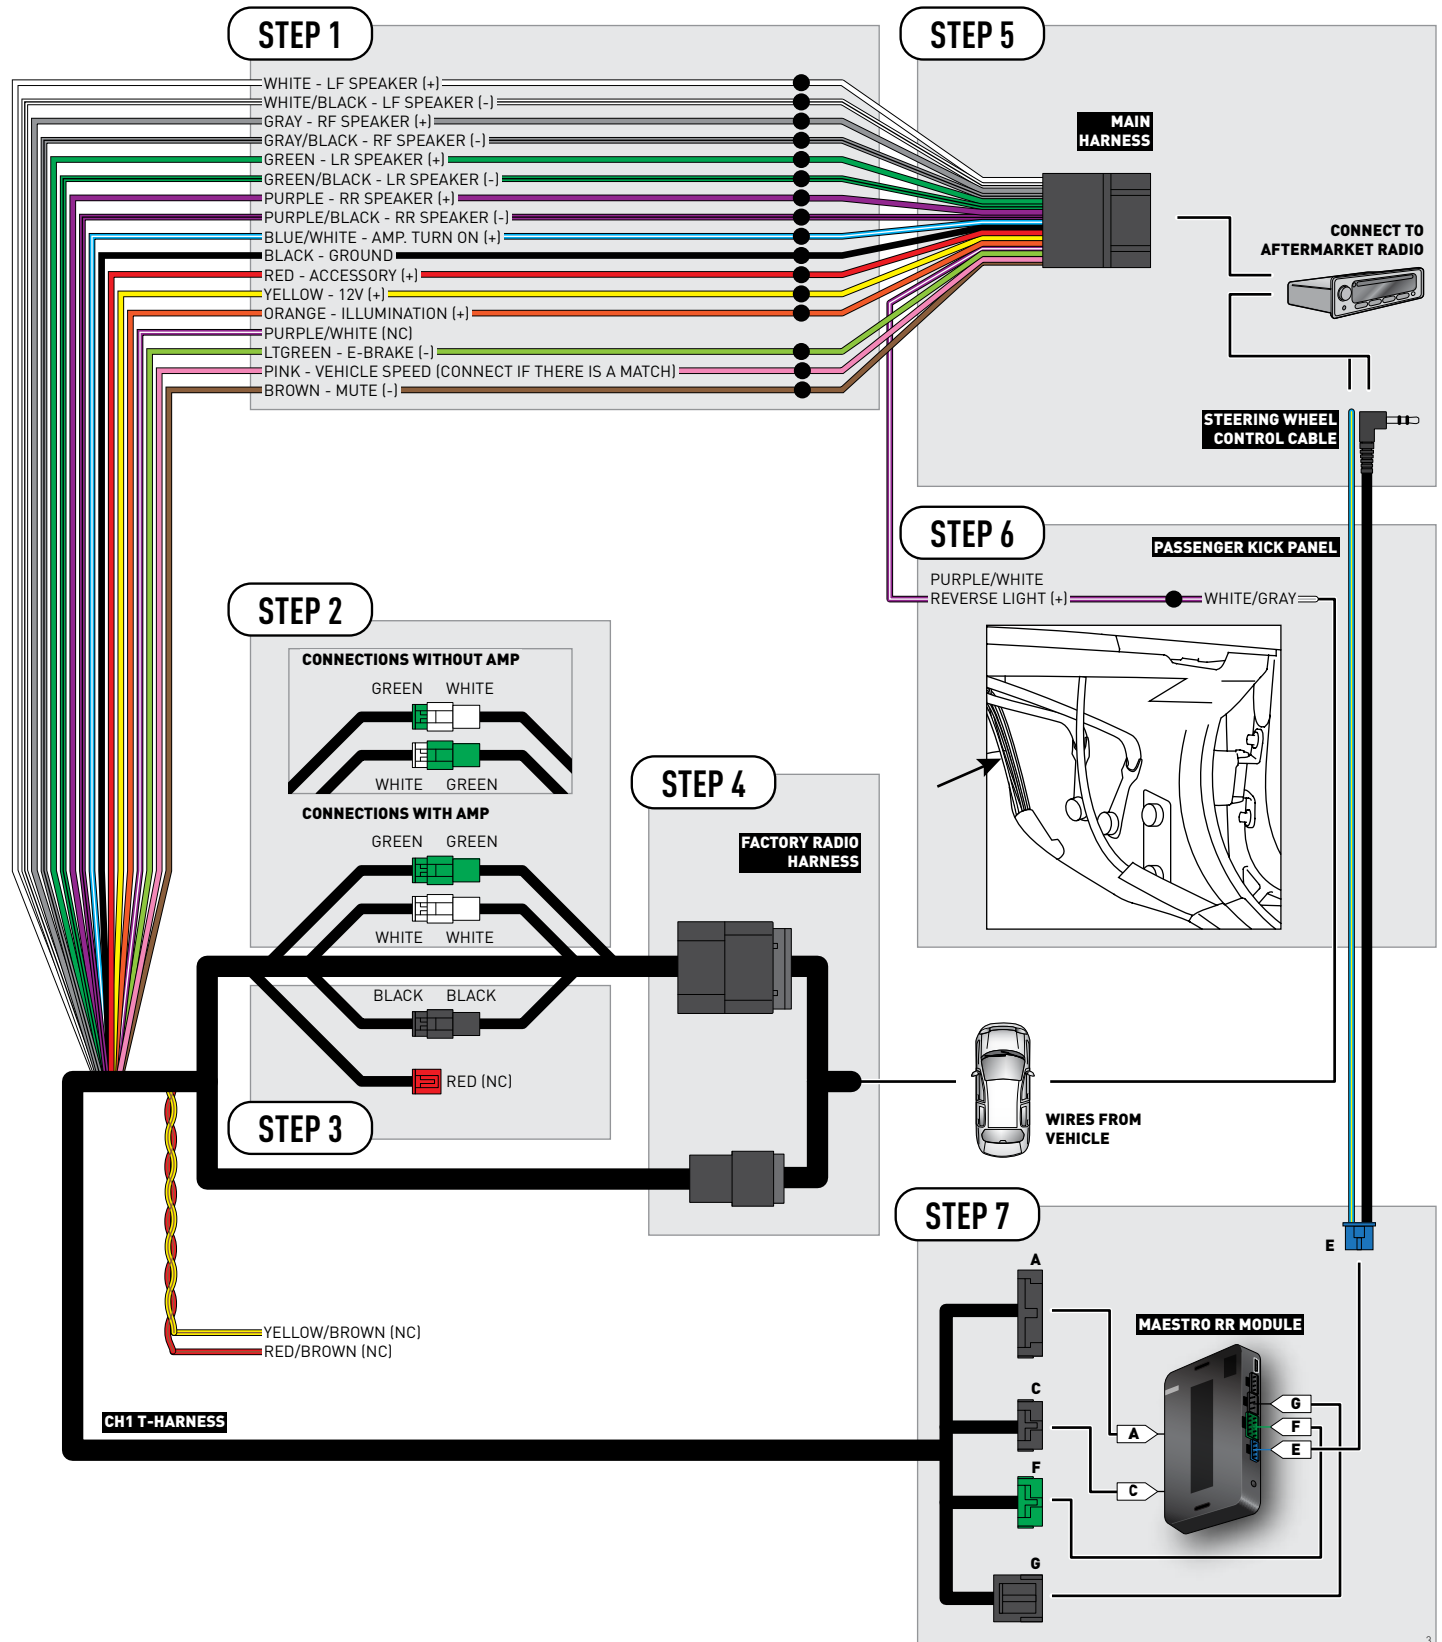 STEP 1
WHITE - LF SPEAKER (+)
WHITE/BLACK - LF SPEAKER (-)
GRAY - RF SPEAKER (+)
GRAY/BLACK - RF SPEAKER (-)
GREEN - LR SPEAKER (+)
GREEN/BLACK - LR SPEAKER (-)
PURPLE - RR SPEAKER (+)
PURPLE/BLACK - RR SPEAKER (-)
BLUE/WHITE - AMP. TURN ON (+)
BLACK - GROUND
RED - ACCESSORY (+)
YELLOW - 12V (+)
ORANGE - ILLUMINATION (+)
PURPLE/WHITE (NC)
LTGREEN - E-BRAKE (-)
PINK - VEHICLE SPEED (CONNECT IF THERE IS A MATCH)
BROWN - MUTE (-)
STEP 5
MAIN
HARNESS
CONNECT TO
AFTERMARKET RADIO
STEERING WHEEL
CONTROL CABLE
STEP 6
PASSENGER KICK PANEL
PURPLE/WHITE
REVERSE LIGHT (+)
WHITE/GRAY
STEP 2
CONNECTIONS WITHOUT AMP
GREEN WHITE
WHITE GREEN
CONNECTIONS WITH AMP
GREEN GREEN
WHITE WHITE
STEP 4
FACTORY RADIO
HARNESS
BLACK BLACK
RED (NC)
STEP 3
WIRES FROM
VEHICLE
YELLOW/BROWN (NC)
RED/BROWN (NC)
CH1 T-HARNESS
STEP 7
E
A
MAESTRO RR MODULE
C
G
F
A
E
F
C
G
3